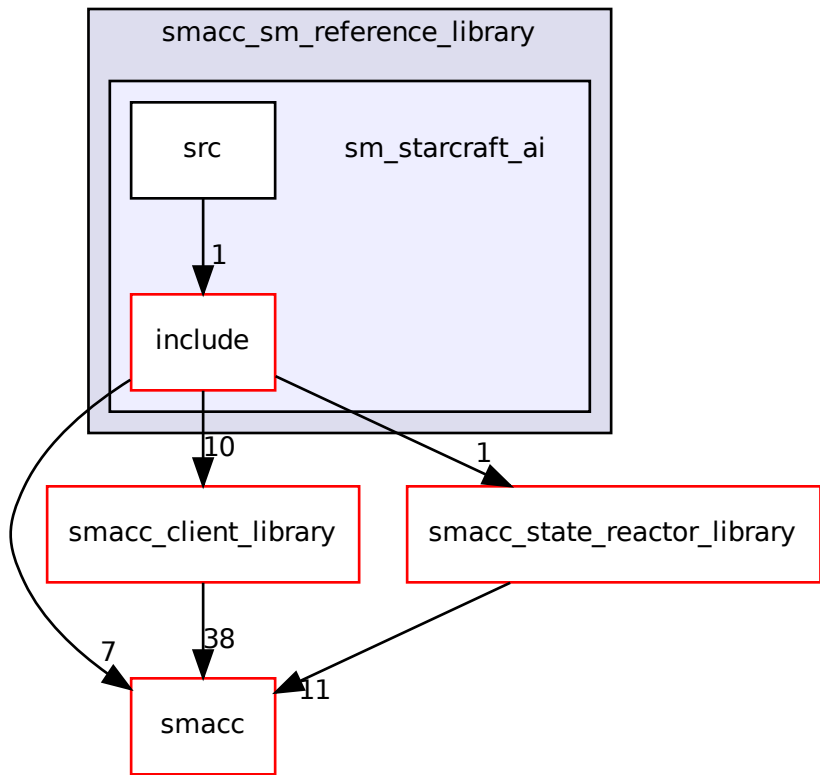 smacc_sm_reference_library
src
sm_starcraft_ai
1
include
10
1
smacc_client_library
smacc_state_reactor_library
7
38
11
smacc